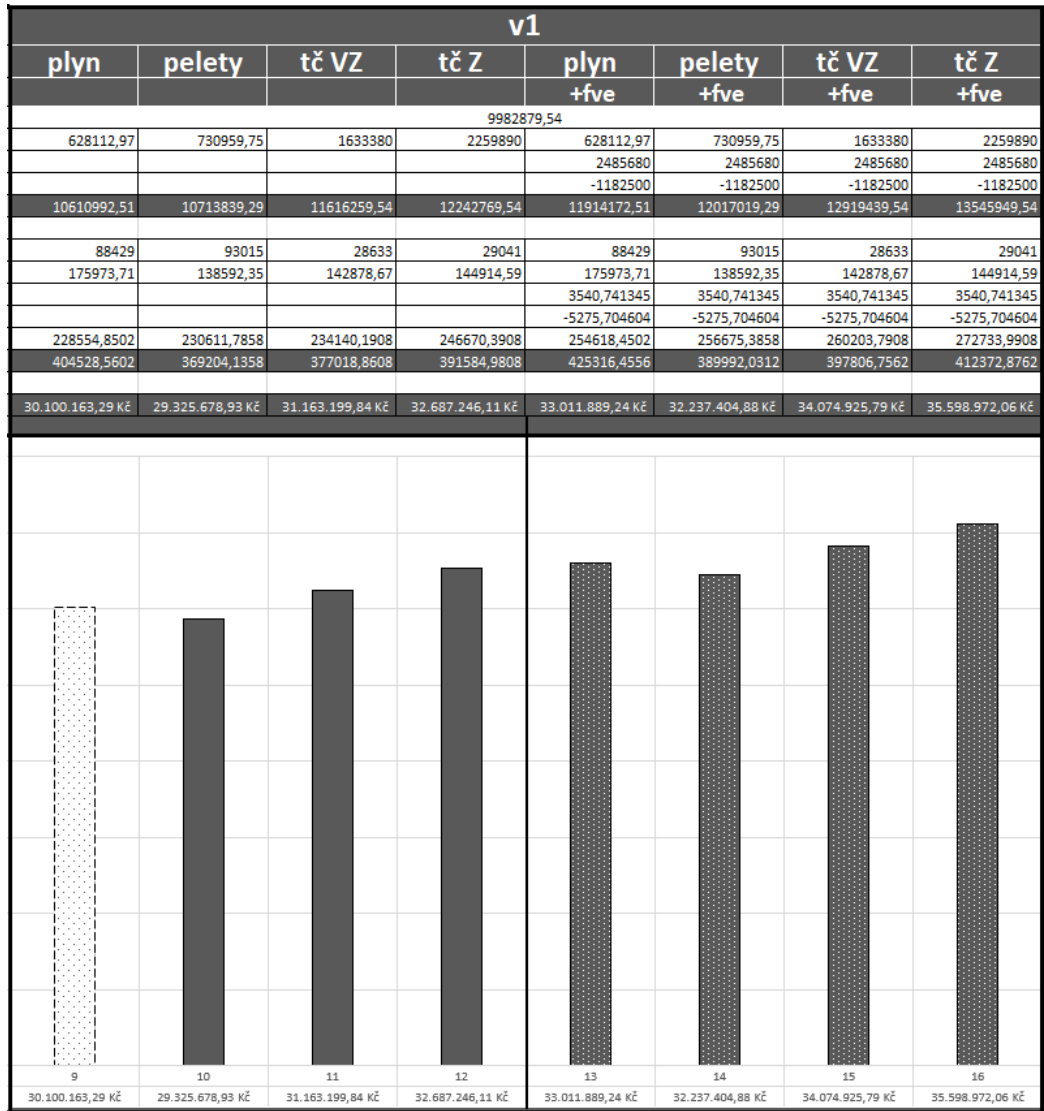 v1
plyn pelety tč VZ tč Z plyn pelety tč VZ tč Z
+fve +fve +fve +fve
9982879,54
628112,97 730959,75 1633380 2259890 628112,97 730959,75 1633380 2259890
2485680 2485680 2485680 2485680
-1182500 -1182500 -1182500 -1182500
10610992,51 10713839,29 11616259,54 12242769,54 11914172,51 12017019,29 12919439,54 13545949,54
88429 93015 28633 29041 88429 93015 28633 29041
175973,71 138592,35 142878,67 144914,59 175973,71 138592,35 142878,67 144914,59
3540,741345 3540,741345 3540,741345 3540,741345
-5275,704604 -5275,704604 -5275,704604 -5275,704604
228554,8502 230611,7858 234140,1908 246670,3908 254618,4502 256675,3858 260203,7908 272733,9908
404528,5602 369204,1358 377018,8608 391584,9808 425316,4556 389992,0312 397806,7562 412372,8762
30.100.163,29 Kč 29.325.678,93 Kč 31.163.199,84 Kč 32.687.246,11 Kč 33.011.889,24 Kč 32.237.404,88 Kč 34.074.925,79 Kč 35.598.972,06 Kč
9 10 11 12 13 14 15 16
30.100.163,29 Kč 29.325.678,93 Kč 31.163.199,84 Kč 32.687.246,11 Kč 33.011.889,24 Kč 32.237.404,88 Kč 34.074.925,79 Kč 35.598.972,06 Kč